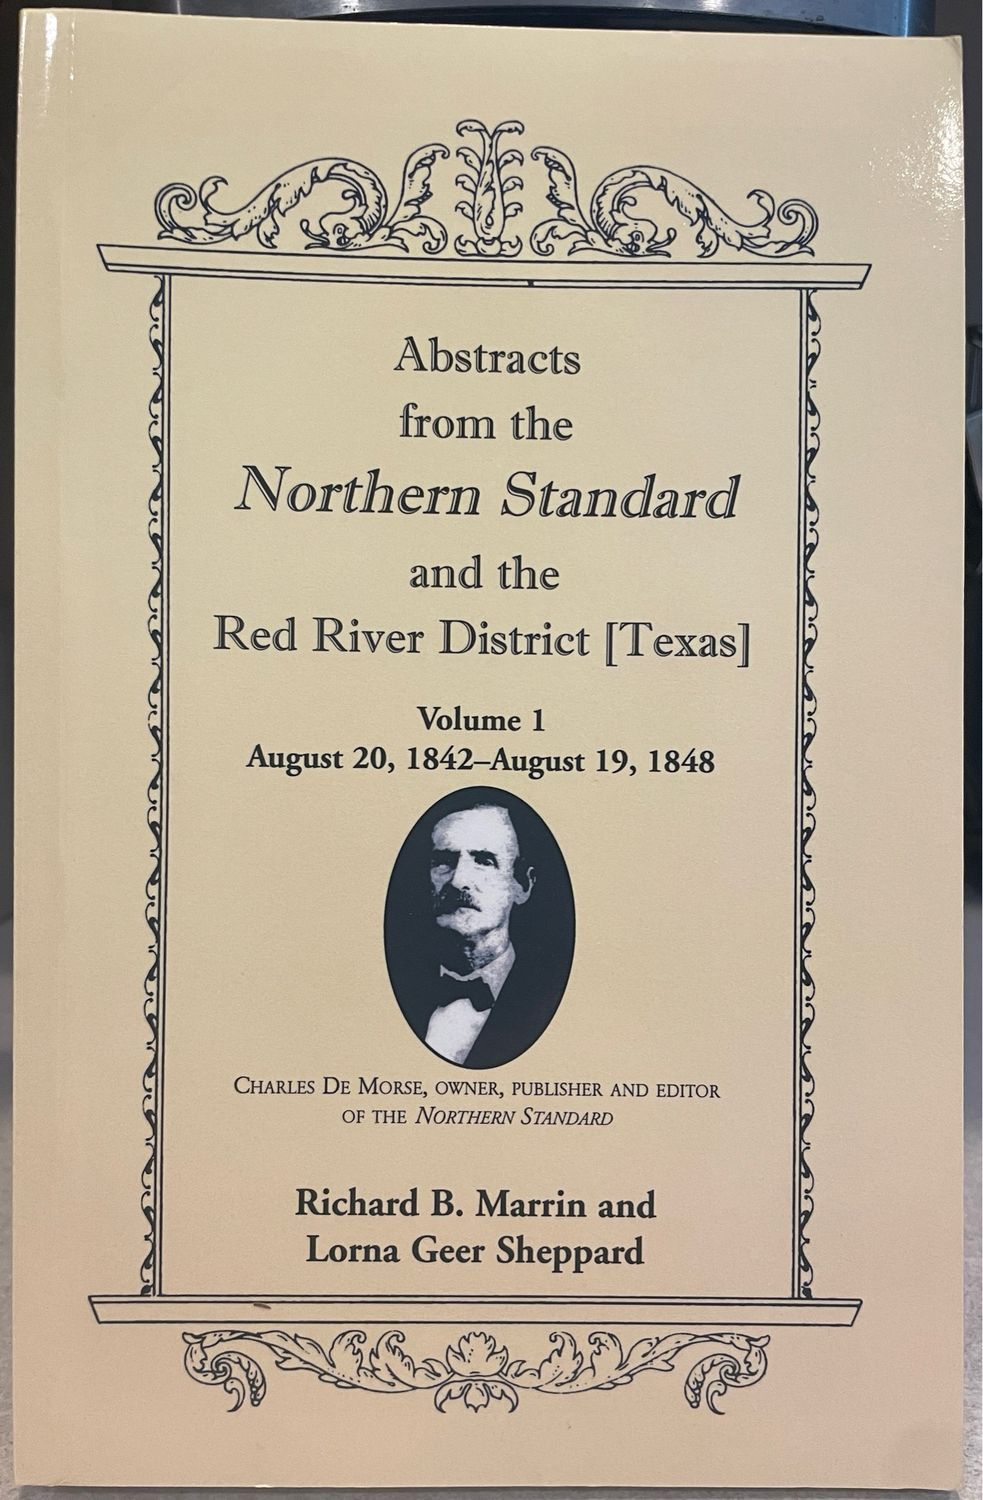 Abstracts
from the
Northern Standard
and the
Red River District [Texas]
Volume 1
August 20, 1842–August 19, 1848
Charles De Morse, owner, publisher and editor
of the Northern Standard
Richard B. Marrin and
Lorna Geer Sheppard